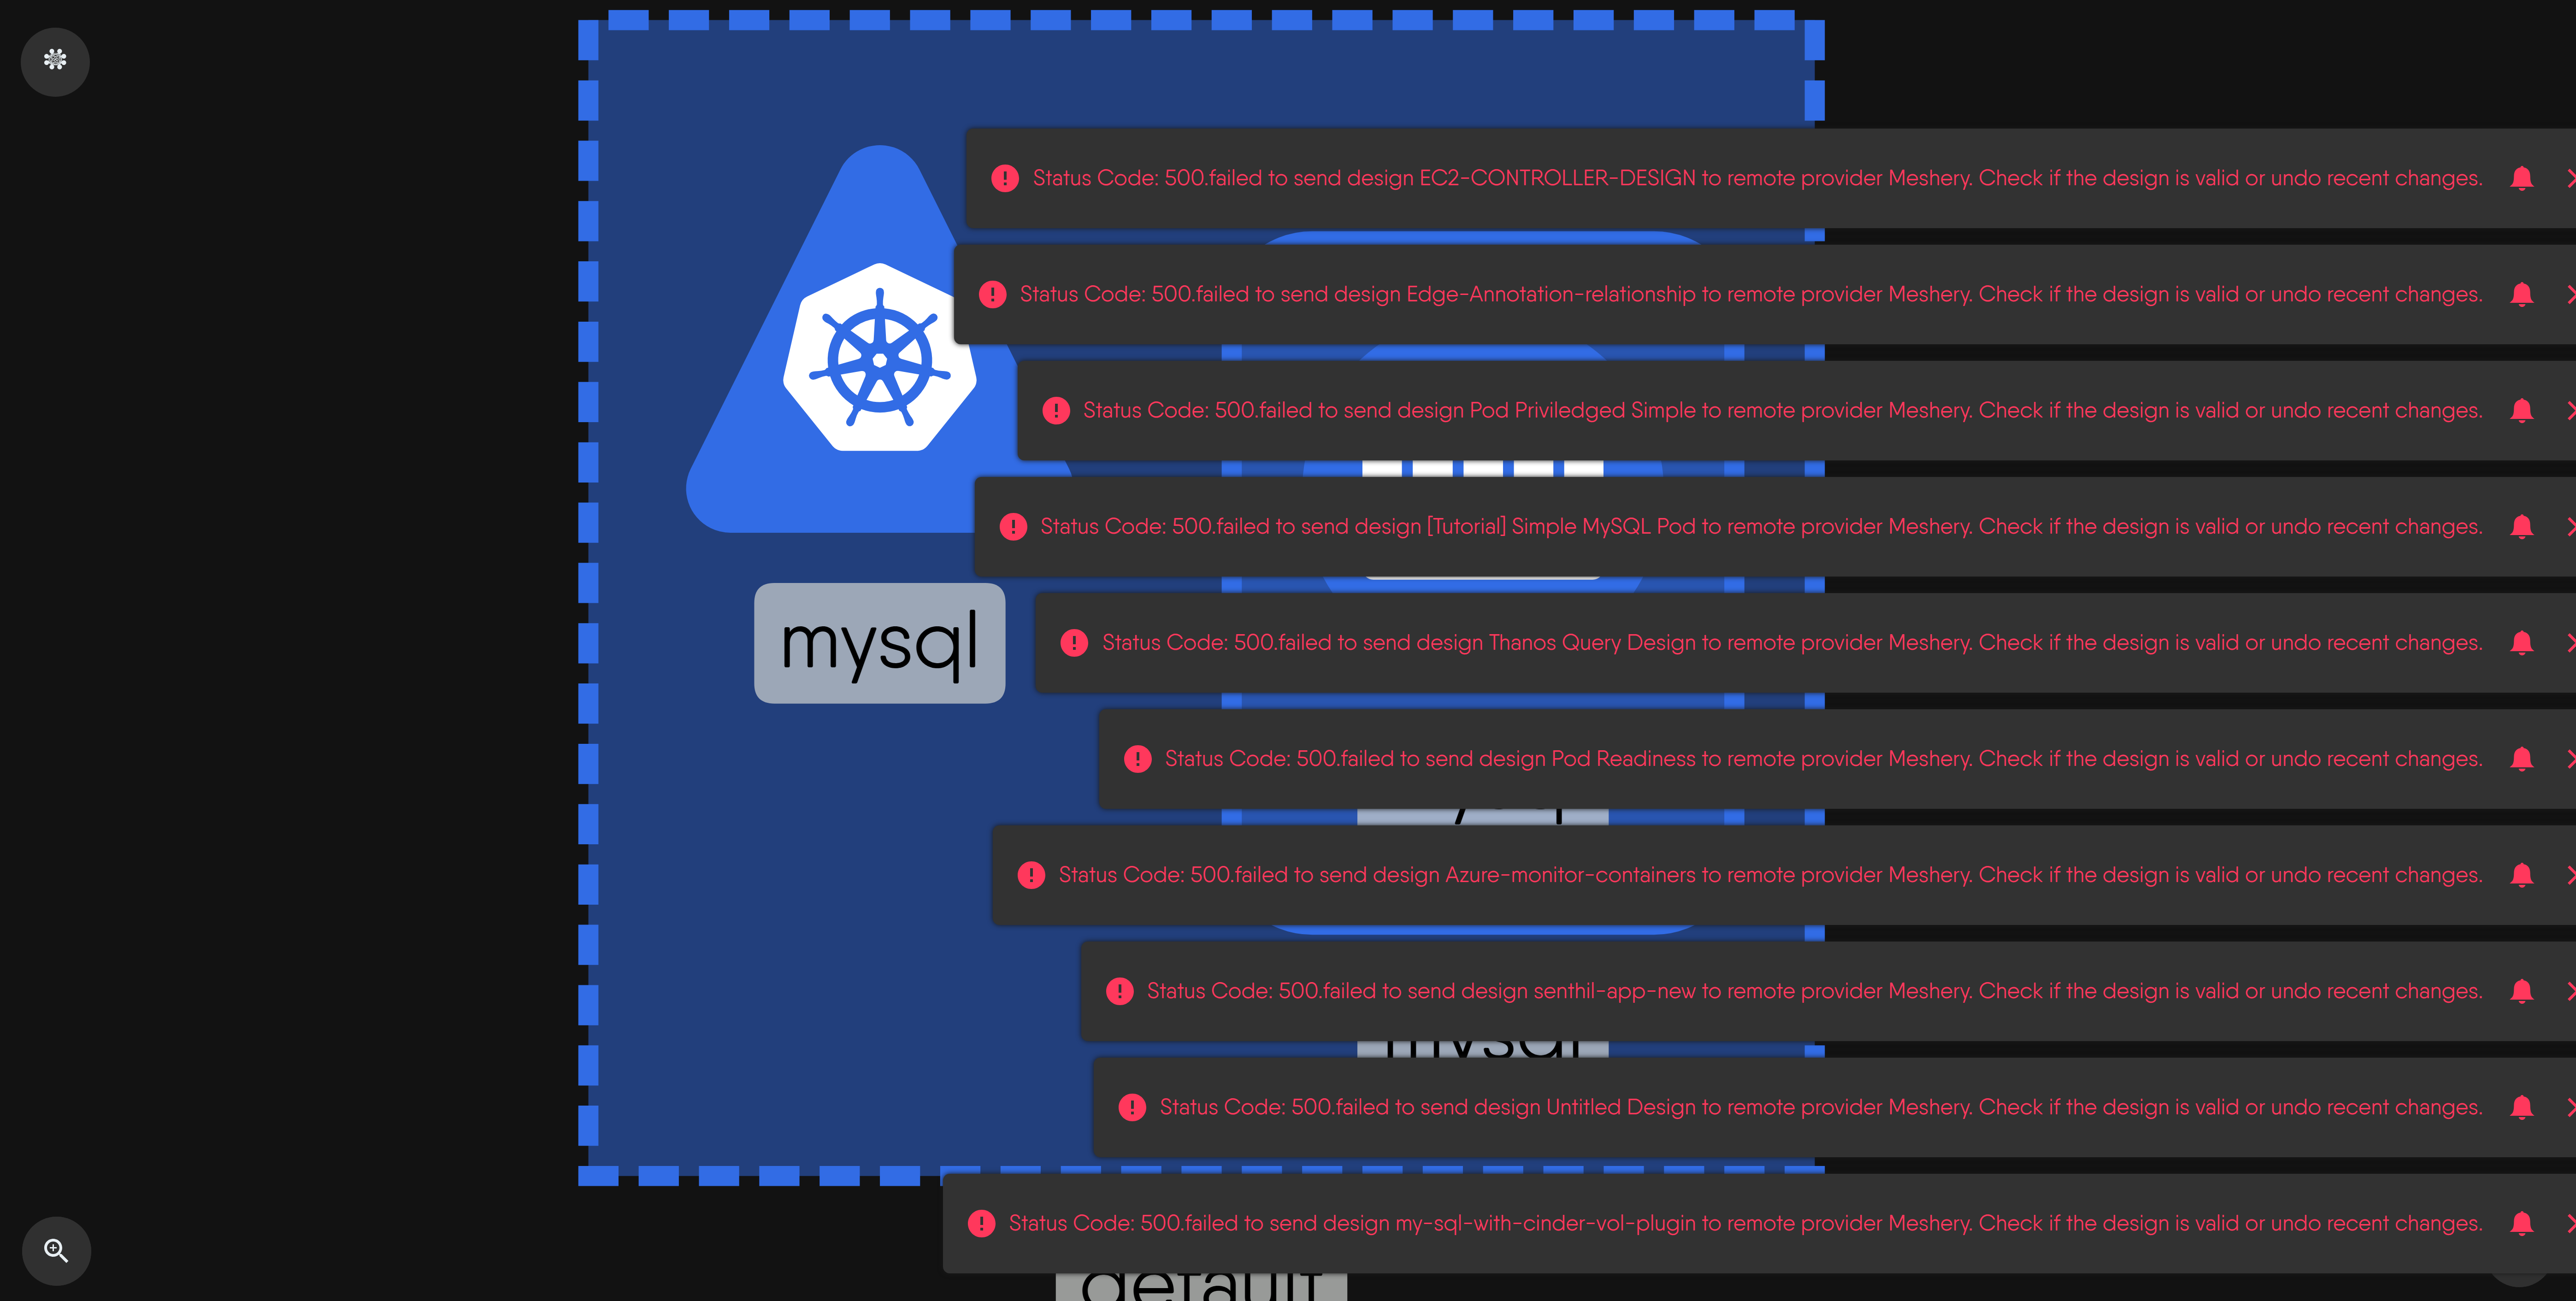 Status Code: 500.failed to send design EC2-CONTROLLER-DESIGN to remote provider Meshery. Check if the design is valid or undo recent changes.
Status Code: 500.failed to send design Edge-Annotation-relationship to remote provider Meshery. Check if the design is valid or undo recent changes.
Status Code: 500.failed to send design Pod Priviledged Simple to remote provider Meshery. Check if the design is valid or undo recent changes.
Status Code: 500.failed to send design [Tutorial] Simple MySQL Pod to remote provider Meshery. Check if the design is valid or undo recent changes.
mysql
Status Code: 500.failed to send design Thanos Query Design to remote provider Meshery. Check if the design is valid or undo recent changes.
Status Code: 500.failed to send design Pod Readiness to remote provider Meshery. Check if the design is valid or undo recent changes.
Status Code: 500.failed to send design Azure-monitor-containers to remote provider Meshery. Check if the design is valid or undo recent changes.
Status Code: 500.failed to send design senthil-app-new to remote provider Meshery. Check if the design is valid or undo recent changes.
mysql
Status Code: 500.failed to send design Untitled Design to remote provider Meshery. Check if the design is valid or undo recent changes.
Status Code: 500.failed to send design my-sql-with-cinder-vol-plugin to remote provider Meshery. Check if the design is valid or undo recent changes.
default